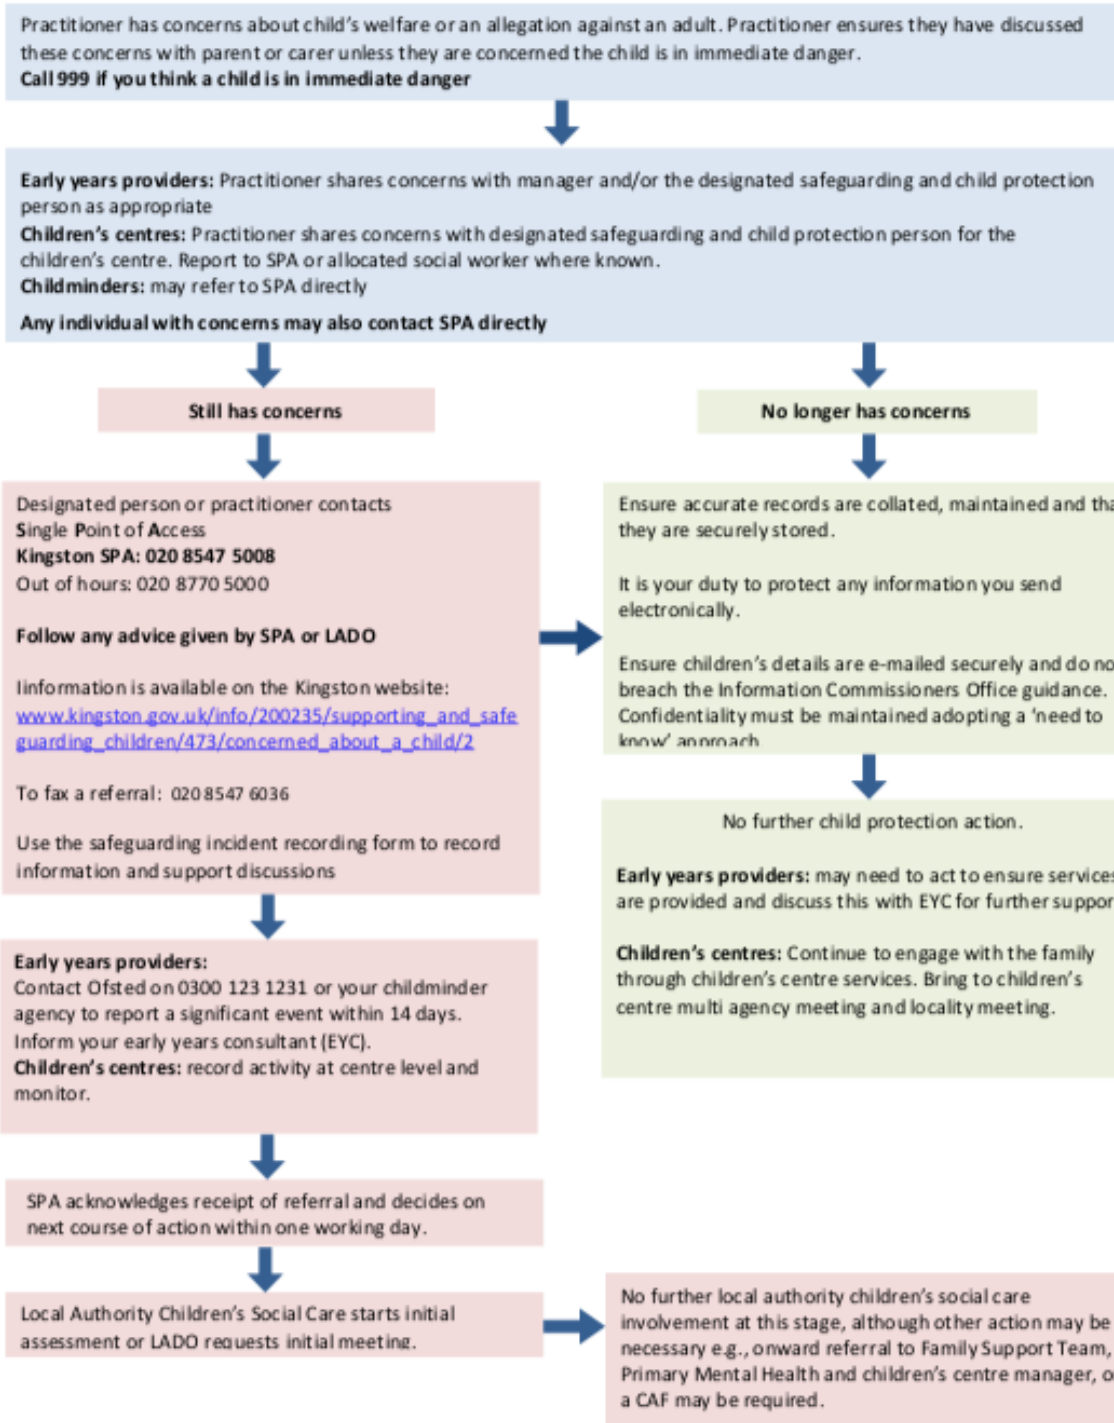 Practitioner has concerns about child's welfare or an allegation against an adult. Practitioner ensures they have discussed
these concerns with parent or carer unless they are concerned the child is in immediate danger.
Call 999 if you think a child is in immediate danger
Early years providers: Practitioner shares concerns with manager and/or the designated safeguarding and child protection
person as appropriate
Children's centres: Practitioner shares concerns with designated safeguarding and child protection person for the
children's centre. Report to SPA or allocated social worker where known.
Childminders: may refer to SPA directly
Any individual with concerns may also contact SPA directly
Still has concerns
Designated person or practitioner contacts
Single Point of Access
Kingston SPA: 020 8547 5008
Out of hours: 020 8770 5000
Follow any advice given by SPA or LADO
Iinformation is available on the Kingston website:
www.kingston.gov.uk/info/200235/supporting_and_safe
guarding_children/473/concerned_about_a_child/2
To fax a referral: 020 8547 6036
Use the safeguarding incident recording form to record
information and support discussions
Early years providers:
Contact Ofsted on 0300 123 1231 or your childminder
agency to report a significant event within 14 days.
Inform your early years consultant (EYC).
Children's centres: record activity at centre level and
monitor.
SPA acknowledges receipt of referral and decides on
next course of action within one working day.
Local Authority Children's Social Care starts initial
assessment or LADO requests initial meeting.
No longer has concerns
Ensure accurate records are collated, maintained and tha
they are securely stored.
It is your duty to protect any information you send
electronically.
Ensure children's details are e-mailed securely and do no
breach the Information Commissioners Office guidance.
Confidentiality must be maintained adopting a 'need to
know' approach
No further child protection action.
Early years providers: may need to act to ensure services
are provided and discuss this with EYC for further suppor
Children's centres: Continue to engage with the family
through children's centre services. Bring to children's
centre multi agency meeting and locality meeting.
No further local authority children's social care
involvement at this stage, although other action may be
necessary e.g., onward referral to Family Support Team,
Primary Mental Health and children's centre manager, o
a CAF may be required.